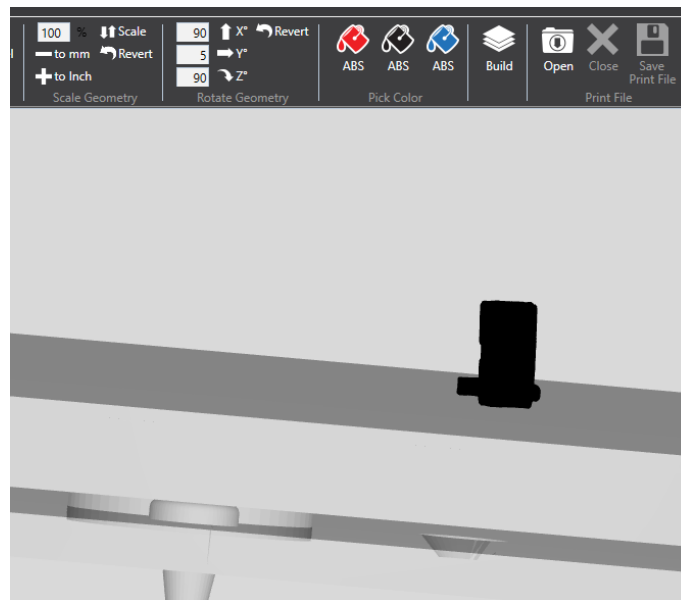 100 % Scale
to mm Revert
to Inch
Scale Geometry
90 X° Revert
5 Y°
90 Z°
Rotate Geometry
ABS ABS ABS
Pick Color
Build
Open Close Save
Print File
Print File